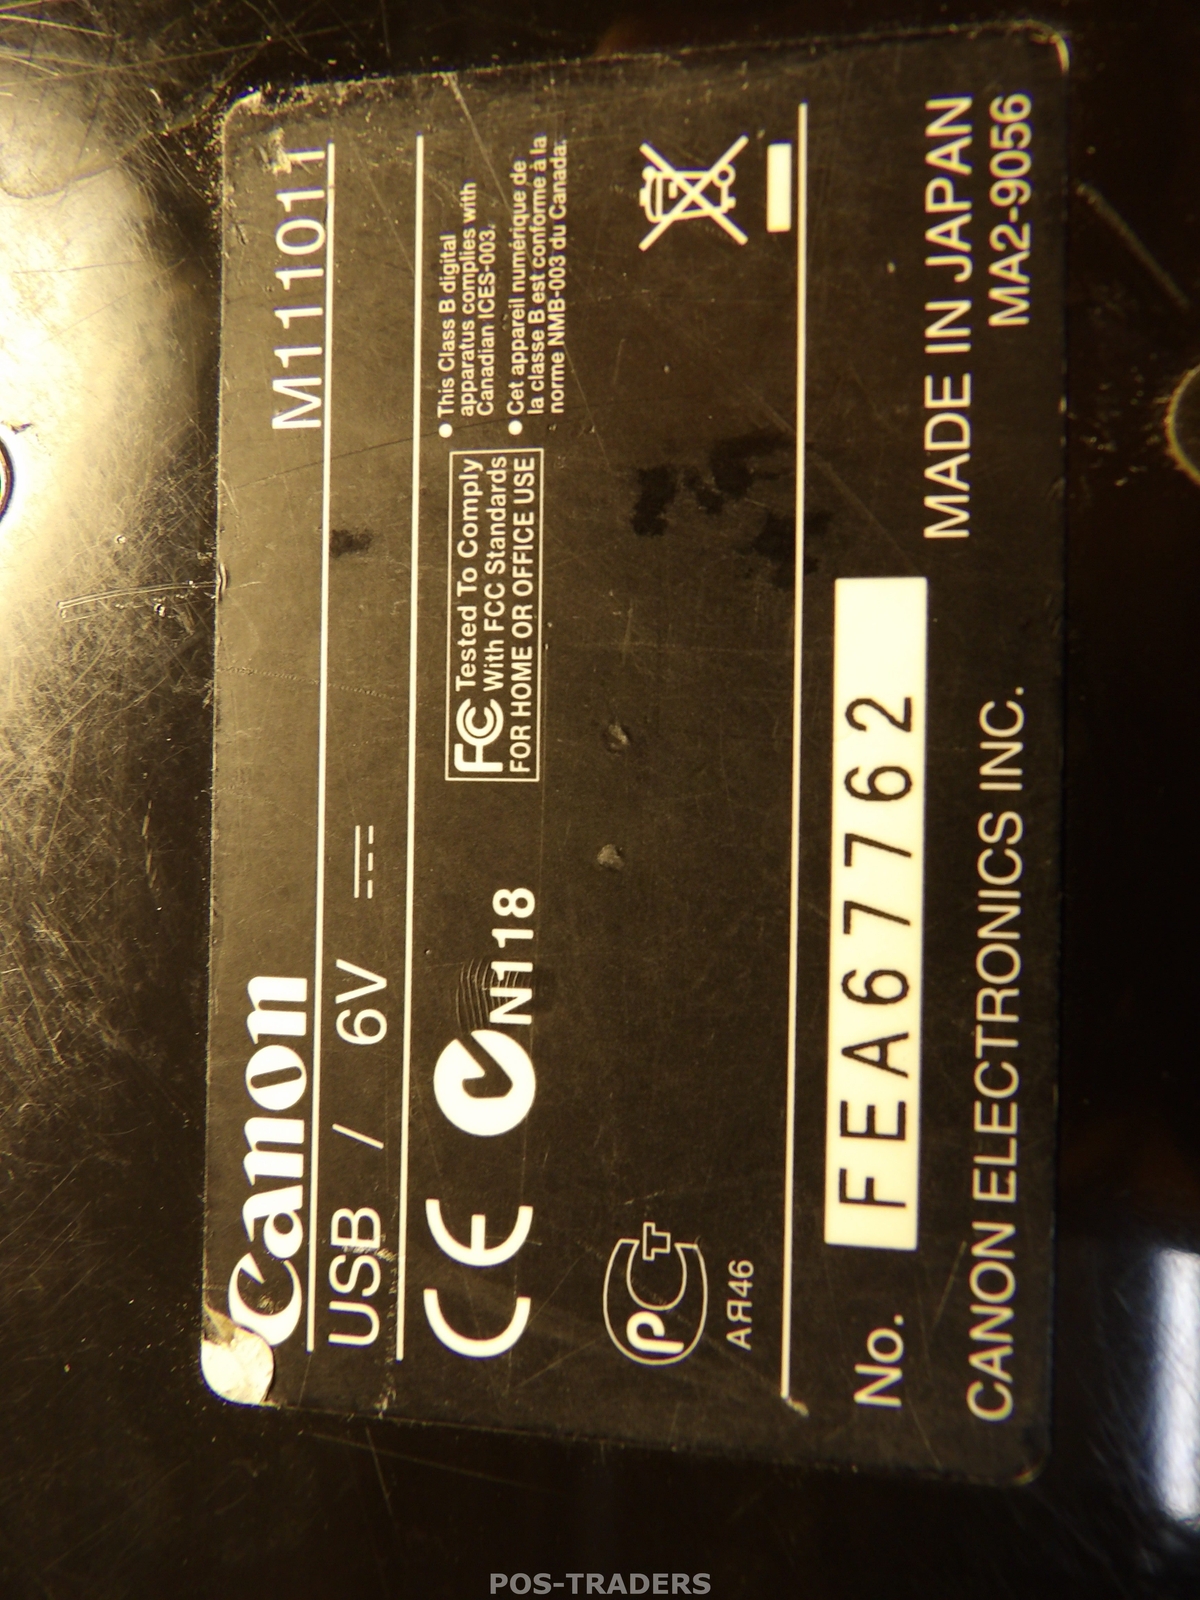 Canon M111011
USB / 6V
N118
FC Tested To Comply
With FCC Standards
FOR HOME OR OFFICE USE
• This Class B digital
apparatus complies with
Canadian ICES-003.
• Cet appareil numérique de
la classe B est conforme à la
norme NMB-003 du Canada.
РСТ
АЯ46
No. FEA67762
MADE IN JAPAN
CANON ELECTRONICS INC.
MA2-9056
POS-TRADERS